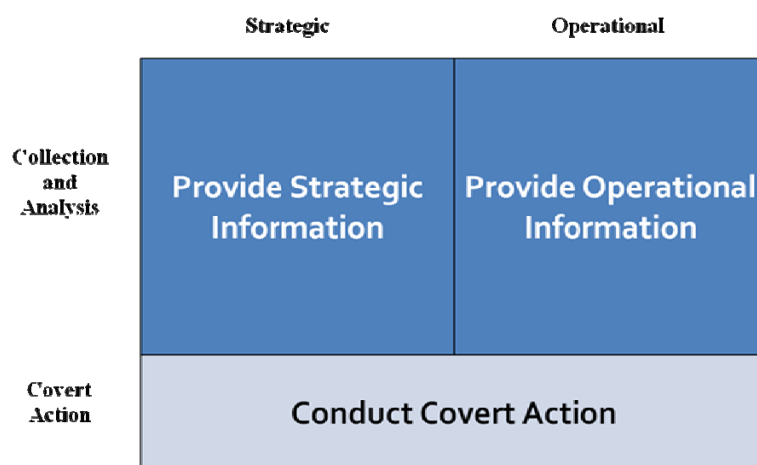 Strategic
Operational
Collection
and
Analysis
Provide Strategic
Information
Provide Operational
Information
Covert
Action
Conduct Covert Action